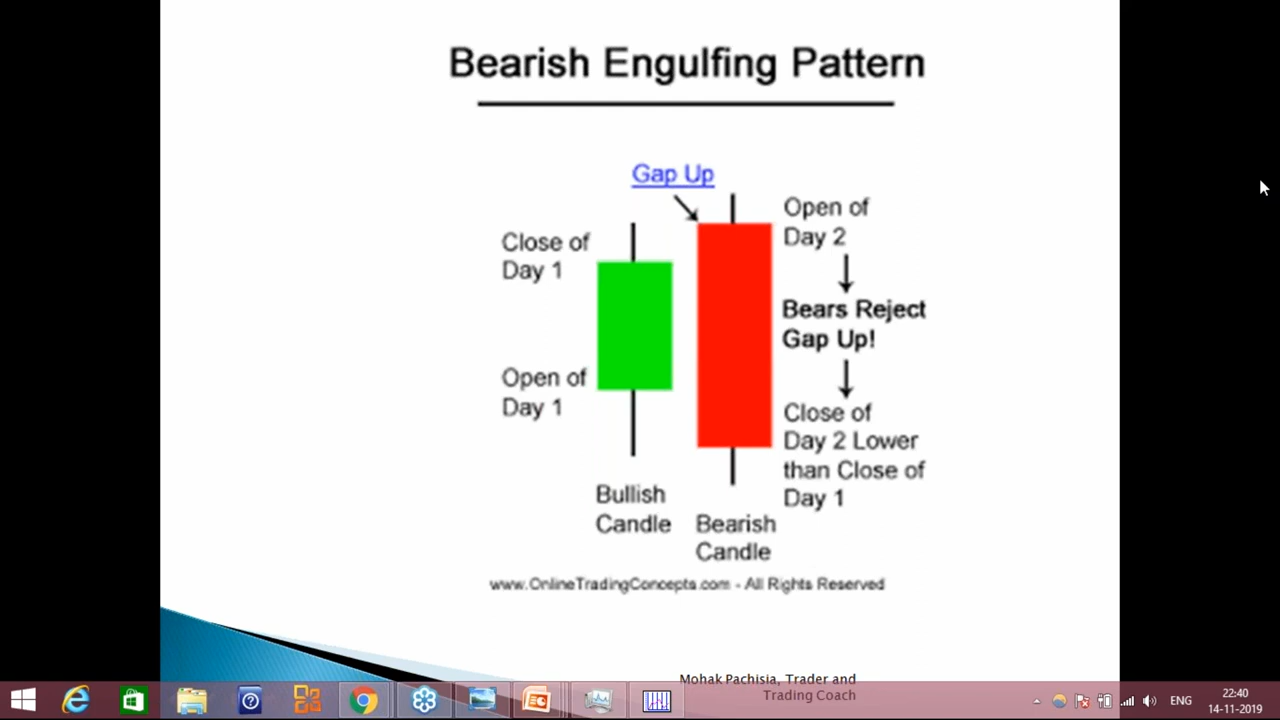 Bearish Engulfing Pattern
Gap Up
Open of
Day 2
Close of
Day 1
Bears Reject
Gap Up!
Open of
Day 1
Close of
Day 2 Lower
than Close of
Day 1
Bullish
Candle
Bearish
Candle
www.OnlineTradingConcepts.com - All Rights Reserved
Mohak Pachisia, Trader and
Trading Coach
ENG
22:40
14-11-2019